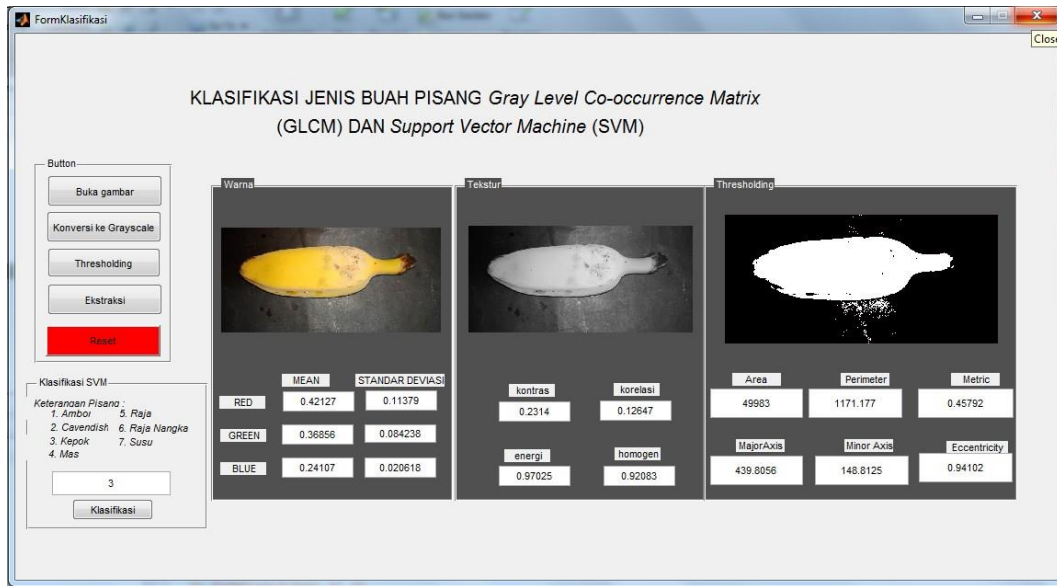 FormKlasifikasi
Close
KLASIFIKASI JENIS BUAH PISANG Gray Level Co-occurrence Matrix
(GLCM) DAN Support Vector Machine (SVM)
Button
Buka gambar
Konversi ke Grayscale
Thresholding
Ekstraksi
Reset
Klasifikasi SVM
Keterangan Pisang :
1. Ambon 5. Raja
2. Cavendish 6. Raja Nangka
3. Kepok 7. Susu
4. Mas
3
Klasifikasi
Warna
MEAN STANDAR DEVIASI
RED 0.42127 0.11379
GREEN 0.36856 0.084238
BLUE 0.24107 0.020618
Tekstur
kontras korelasi
0.2314 0.12647
energi homogen
0.97025 0.92083
Thresholding
Area Perimeter Metric
49983 1171.177 0.45792
MajorAxis Minor Axis Eccentricity
439.8056 148.8125 0.94102